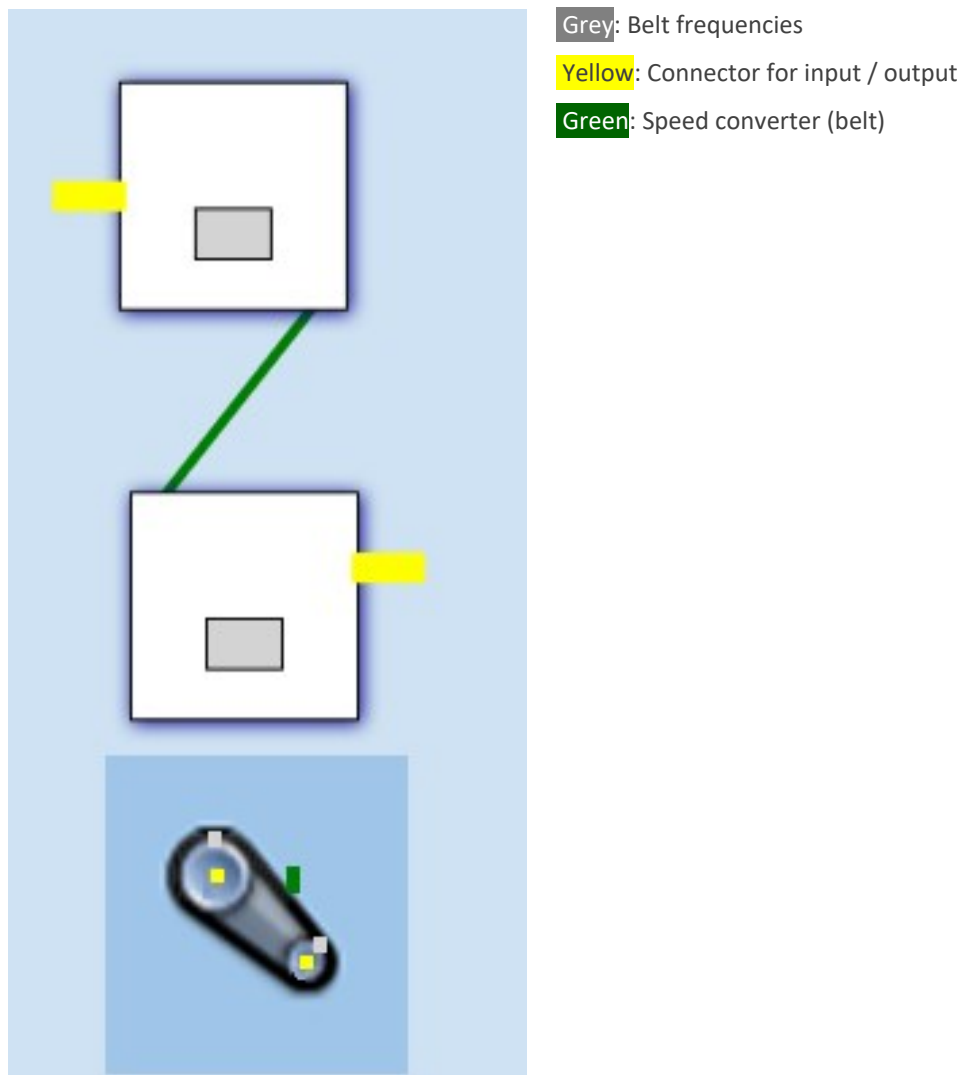 Grey: Belt frequencies
Yellow: Connector for input / output
Green: Speed converter (belt)